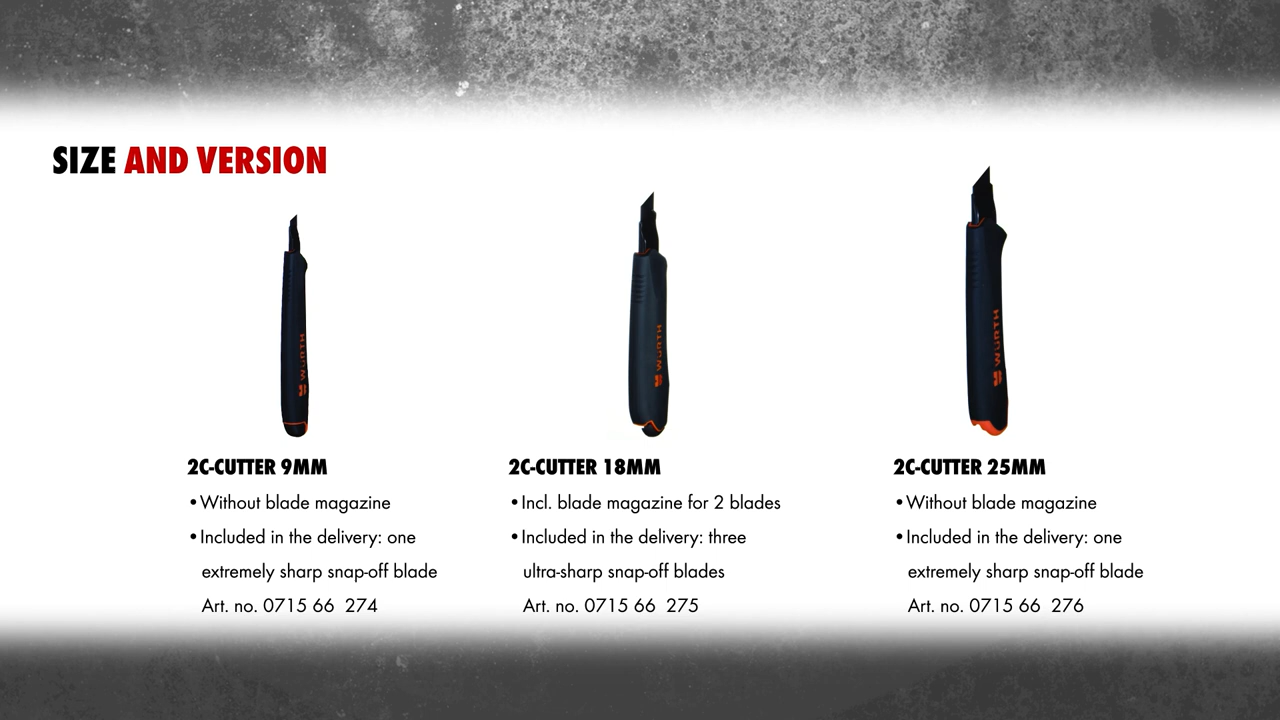 SIZE AND VERSION
WÜRTH
WÜRTH
WÜRTH
2C-CUTTER 9MM
• Without blade magazine
• Included in the delivery: one
extremely sharp snap-off blade
Art. no. 0715 66  274
2C-CUTTER 18MM
• Incl. blade magazine for 2 blades
• Included in the delivery: three
ultra-sharp snap-off blades
Art. no. 0715 66  275
2C-CUTTER 25MM
• Without blade magazine
• Included in the delivery: one
extremely sharp snap-off blade
Art. no. 0715 66  276